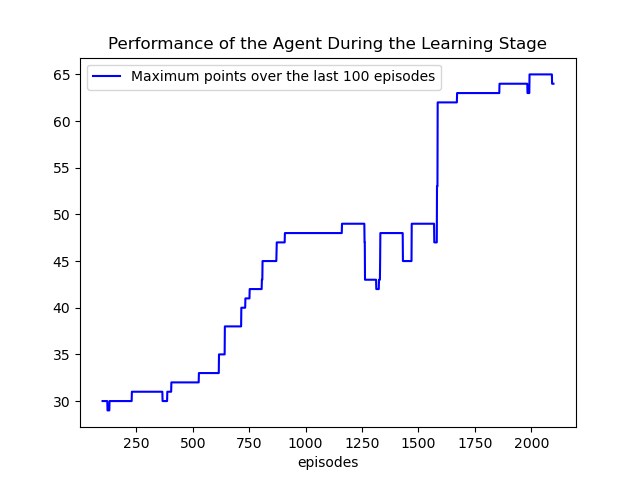 Performance of the Agent During the Learning Stage
Maximum points over the last 100 episodes
65
60
55
50
45
40
35
30
250 500 750 1000 1250 1500 1750 2000
episodes